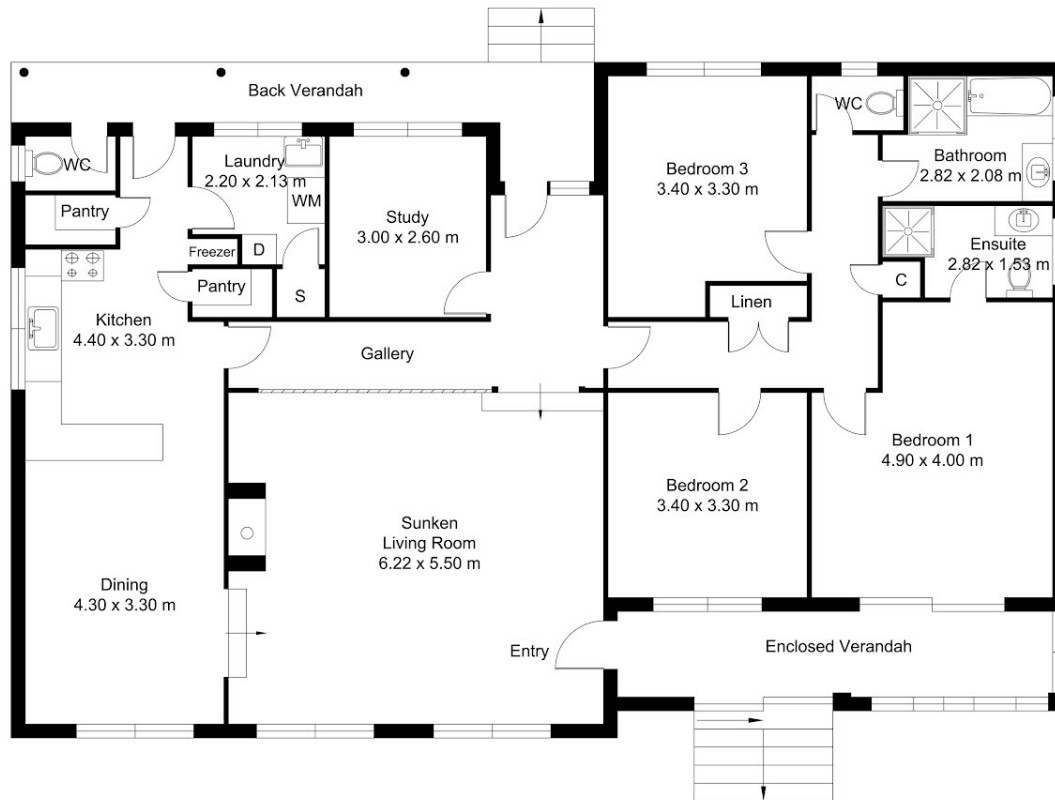 Back Verandah
WC
Laundry
2.20 x 2.13 m
WM
Pantry
Study
3.00 x 2.60 m
Freezer
D
Pantry
S
Kitchen
4.40 x 3.30 m
Gallery
Bedroom 3
3.40 x 3.30 m
WC
Bathroom
2.82 x 2.08 m
Ensuite
2.82 x 1.53 m
C
Linen
Bedroom 1
4.90 x 4.00 m
Bedroom 2
3.40 x 3.30 m
Sunken
Living Room
6.22 x 5.50 m
Dining
4.30 x 3.30 m
Entry
Enclosed Verandah